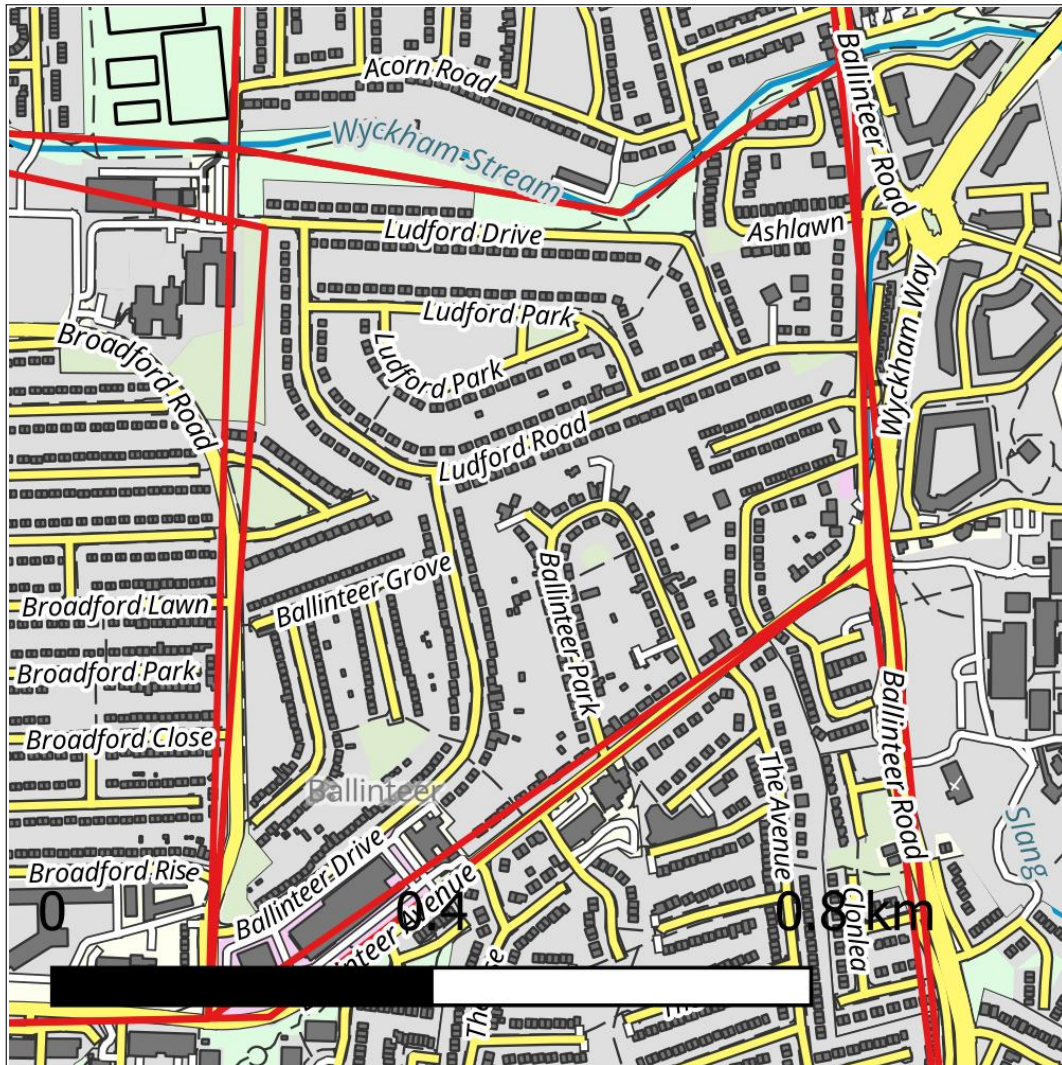 Acorn Road
Ballinteer Road
Wyckham Stream
Ludford Drive
Ashlawn
Ludford Park
Wyckham Way
Broadford Road
Ludford Park
Ludford Road
Ballinteer Grove
Ballinteer Park
Broadford Lawn
Broadford Park
Broadford Close
Ballinteer Road
The Avenue
Ballinteer
Slang
Ballinteer Drive
Broadford Rise
Clonlea
0 0.4 0.8 km
Avenue